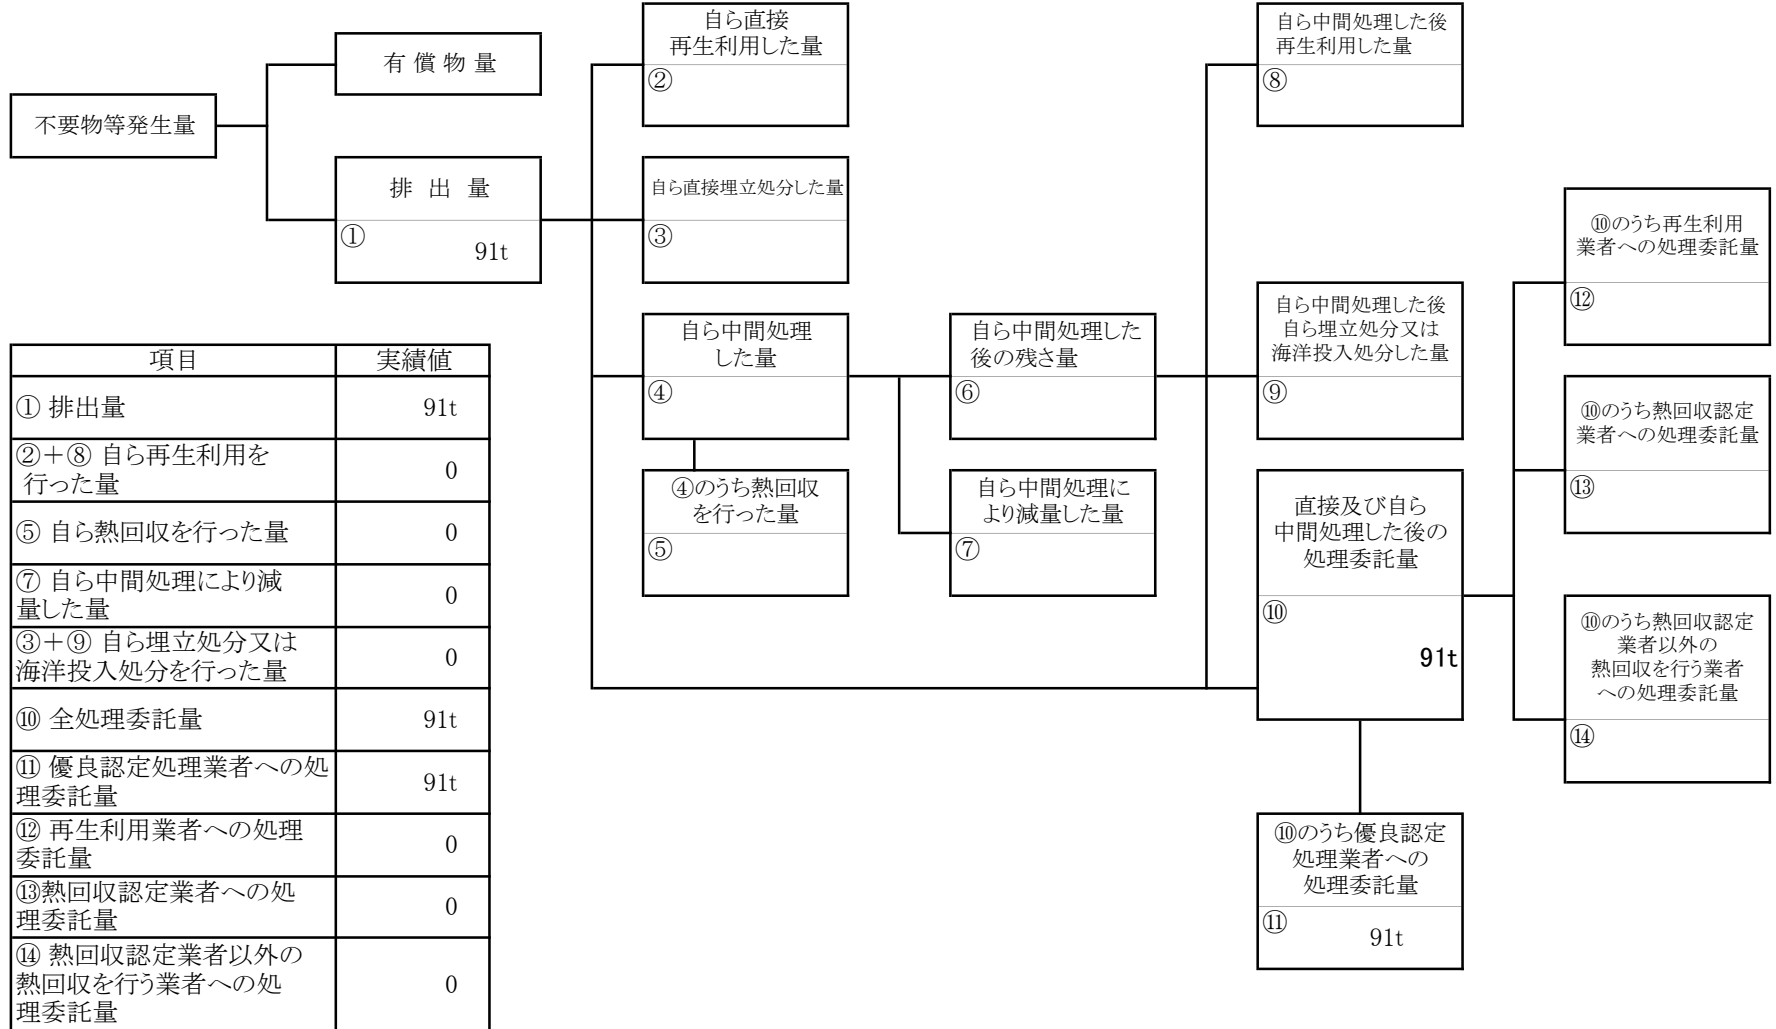 不要物等発生量
有 償 物 量
排 出 量
①
91t
自ら直接
再生利用した量
②
自ら直接埋立処分した量
③
自ら中間処理
した量
④
④のうち熱回収
を行った量
⑤
自ら中間処理した
後の残さ量
⑥
自ら中間処理に
より減量した量
⑦
自ら中間処理した後
再生利用した量
⑧
自ら中間処理した後
自ら埋立処分又は
海洋投入処分した量
⑨
直接及び自ら
中間処理した後の
処理委託量
⑩
91t
⑩のうち優良認定
処理業者への
処理委託量
⑪
91t
⑩のうち再生利用
業者への処理委託量
⑫
⑩のうち熱回収認定
業者への処理委託量
⑬
⑩のうち熱回収認定
業者以外の
熱回収を行う業者
への処理委託量
⑭
項目 実績値
① 排出量 91t
②＋⑧ 自ら再生利用を
行った量 0
⑤ 自ら熱回収を行った量 0
⑦ 自ら中間処理により減
量した量 0
③＋⑨ 自ら埋立処分又は
海洋投入処分を行った量 0
⑩ 全処理委託量 91t
⑪ 優良認定処理業者への処
理委託量 91t
⑫ 再生利用業者への処理
委託量 0
⑬熱回収認定業者への処
理委託量 0
⑭ 熱回収認定業者以外の
熱回収を行う業者への処 0
理委託量